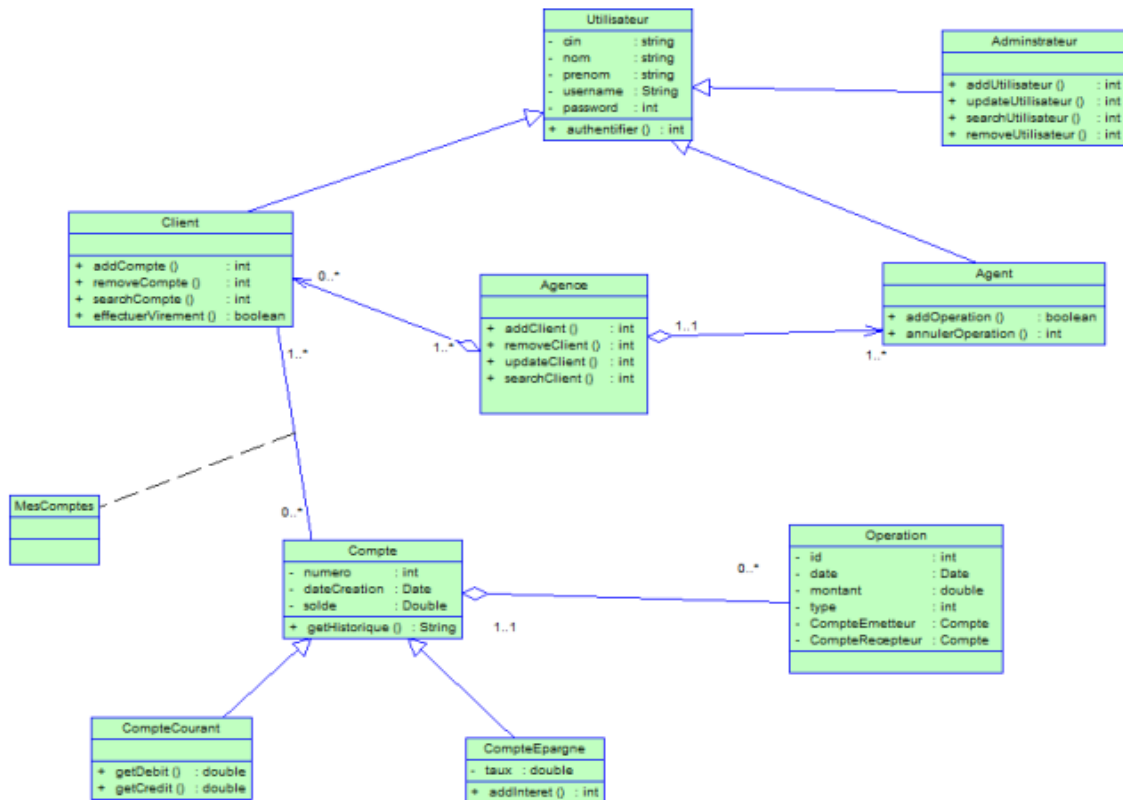 Utilisateur
- cin : string
- nom : string
- prenom : string
- username : String
- password : int
+ authentifier () : int
Adminstrateur
+ addUtilisateur () : int
+ updateUtilisateur () : int
+ searchUtilisateur () : int
+ removeUtilisateur () : int
Client
+ addCompte () : int
+ removeCompte () : int
+ searchCompte () : int
+ effectuerVirement () : boolean
0..*
1..*
Agence
+ addClient () : int
+ removeClient () : int
+ updateClient () : int
+ searchClient () : int
1..1
1..*
Agent
+ addOperation () : boolean
+ annulerOperation () : int
1..*
0..*
MesComptes
Compte
- numero : int
- dateCreation : Date
- solde : Double
+ getHistorique () : String
1..1
0..*
Operation
- id : int
- date : Date
- montant : double
- type : int
- CompteEmetteur : Compte
- CompteRecepteur : Compte
CompteCourant
+ getDebit () : double
+ getCredit () : double
CompteEpargne
- taux : double
+ addInteret () : int